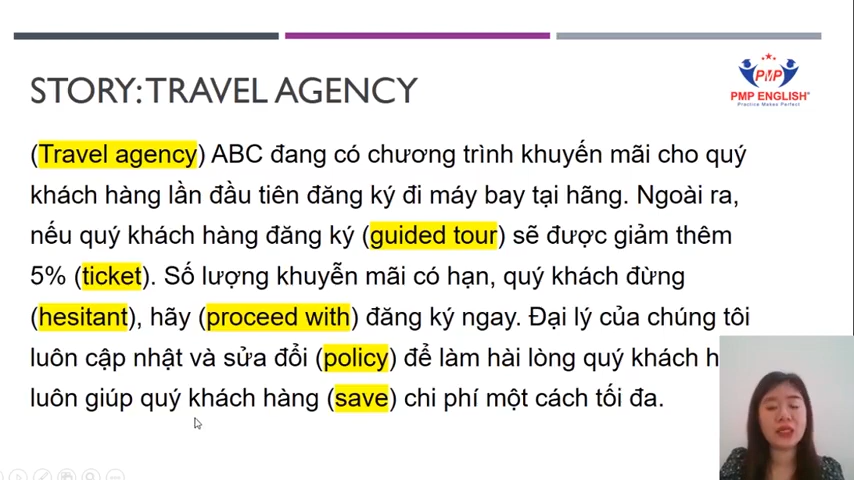 PMP
PMP ENGLISH
Practice Makes Perfect
STORY: TRAVEL AGENCY
(Travel agency) ABC đang có chương trình khuyến mãi cho quý
khách hàng lần đầu tiên đăng ký đi máy bay tại hãng. Ngoài ra,
nếu quý khách hàng đăng ký (guided tour) sẽ được giảm thêm
5% (ticket). Số lượng khuyễn mãi có hạn, quý khách đừng
(hesitant), hãy (proceed with) đăng ký ngay. Đại lý của chúng tôi
luôn cập nhật và sửa đổi (policy) để làm hài lòng quý khách
luôn giúp quý khách hàng (save) chi phí một cách tối đa.